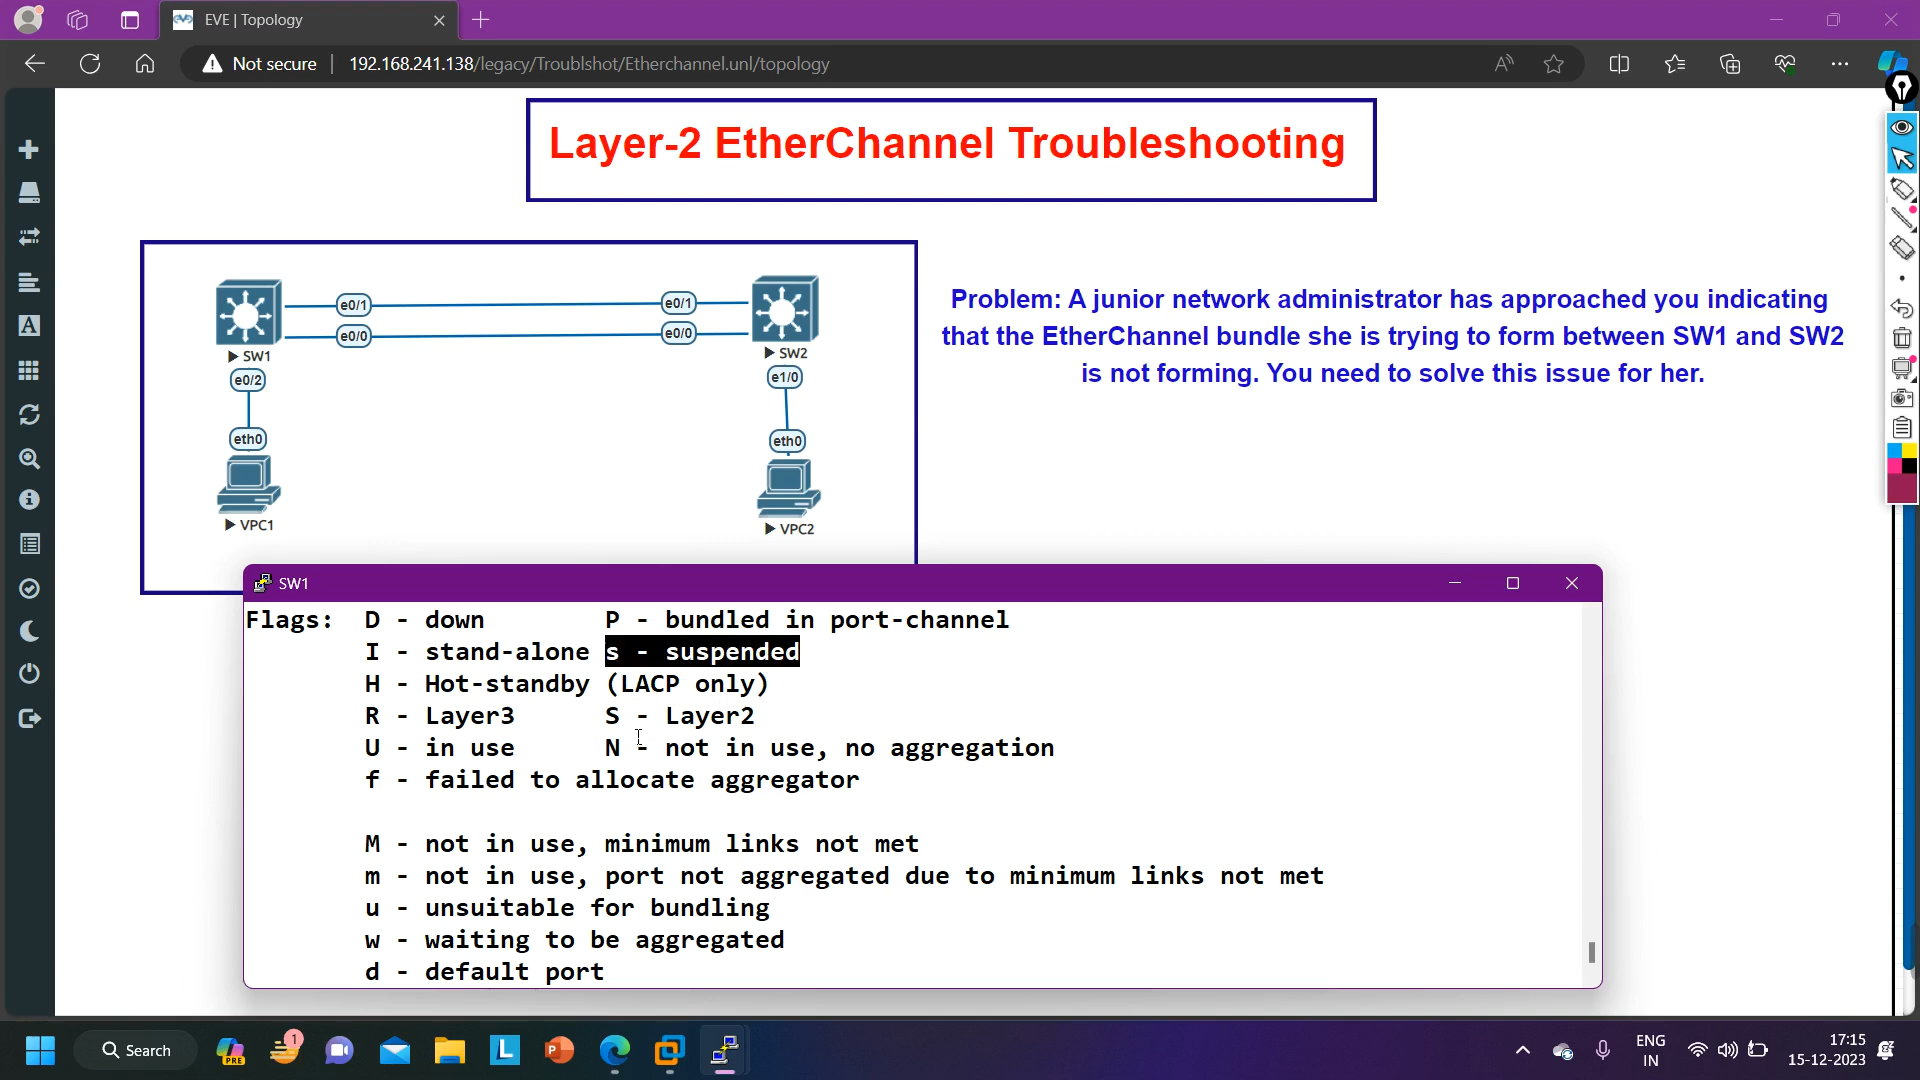 EVE | Topology
Not secure
192.168.241.138/legacy/Troublshot/Etherchannel.unl/topology
Layer-2 EtherChannel Troubleshooting
e0/1
e0/1
e0/0
e0/0
SW1
SW2
e0/2
e1/0
eth0
eth0
VPC1
VPC2
Problem: A junior network administrator has approached you indicating
that the EtherChannel bundle she is trying to form between SW1 and SW2
is not forming. You need to solve this issue for her.
SW1
Flags:  D - down        P - bundled in port-channel
I - stand-alone s - suspended
H - Hot-standby (LACP only)
R - Layer3      S - Layer2
U - in use      N - not in use, no aggregation
f - failed to allocate aggregator
M - not in use, minimum links not met
m - not in use, port not aggregated due to minimum links not met
u - unsuitable for bundling
w - waiting to be aggregated
d - default port
Search
PRE
1
L
P
ENG
IN
17:15
15-12-2023